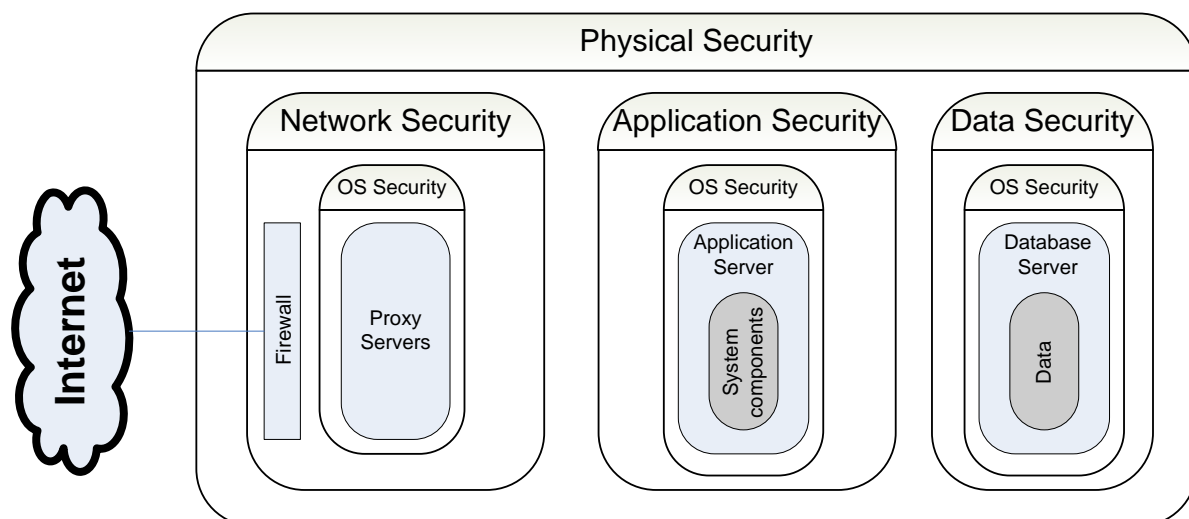 Physical Security
Network Security
Application Security
Data Security
OS Security
OS Security
OS Security
Internet
Firewall
Proxy
Servers
Application
Server
System
components
Database
Server
Data